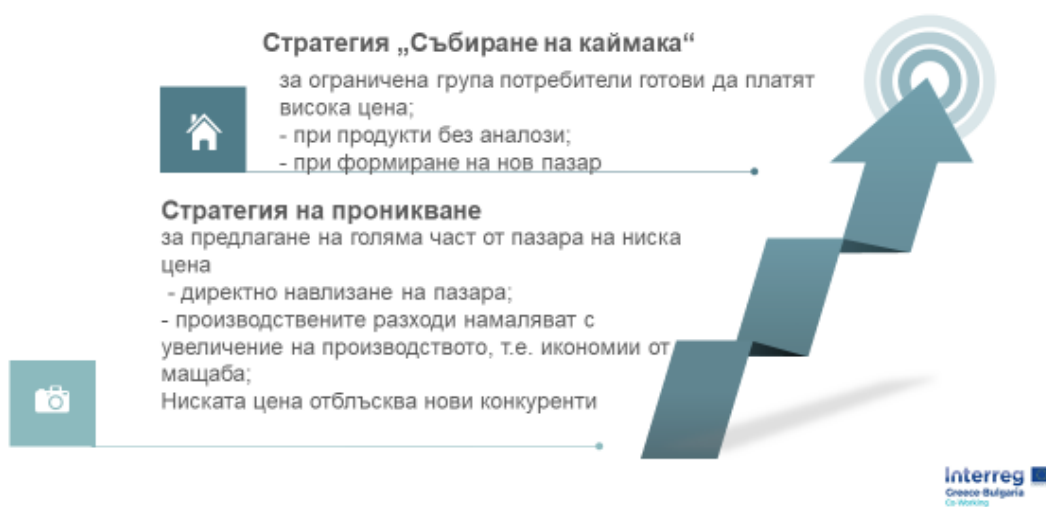 Стратегия „Събиране на каймака“
за ограничена група потребители готови да платят
висока цена;
- при продукти без аналози;
- при формиране на нов пазар
Стратегия на проникване
за предлагане на голяма част от пазара на ниска
цена
- директно навлизане на пазара;
- производствените разходи намаляват с
увеличение на производството, т.е. икономии от
мащаба;
Ниската цена отблъсква нови конкуренти
Interreg
Greece-Bulgaria
Co-Working